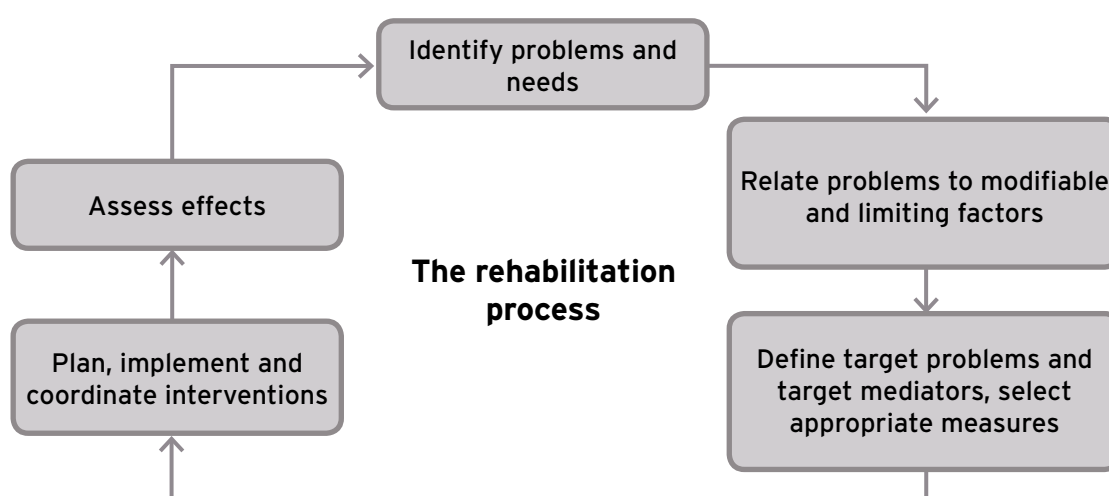 Identify problems and
needs
Relate problems to modifiable
and limiting factors
Define target problems and
target mediators, select
appropriate measures
Plan, implement and
coordinate interventions
Assess effects
The rehabilitation
process